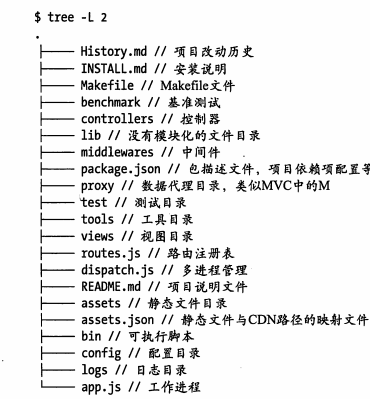 $ tree -L 2
.
├── History.md // 项目改动历史
├── INSTALL.md // 安装说明
├── Makefile // Makefile文件
├── benchmark // 基准测试
├── controllers // 控制器
├── lib // 没有模块化的文件目录
├── middlewares // 中间件
├── package.json // 包描述文件，项目依赖项配置等
├── proxy // 数据代理目录，类似MVC中的M
├── test // 测试目录
├── tools // 工具目录
├── views // 视图目录
├── routes.js // 路由注册表
├── dispatch.js // 多进程管理
├── README.md // 项目说明文件
├── assets // 静态文件目录
├── assets.json // 静态文件与CDN路径的映射文件
├── bin // 可执行脚本
├── config // 配置目录
├── logs // 日志目录
└── app.js // 工作进程